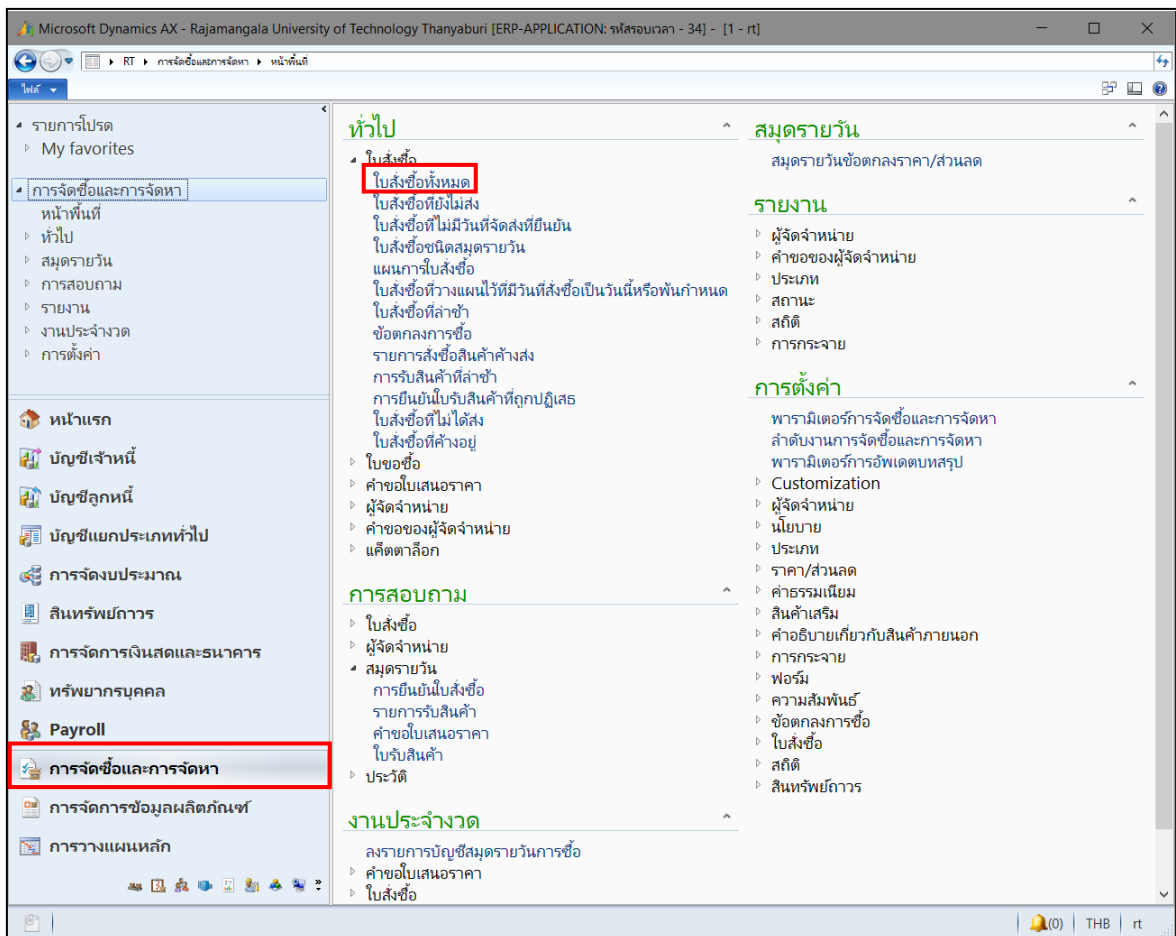 Microsoft Dynamics AX - Rajamangala University of Technology Thanyaburi [ERP-APPLICATION: รหัสรอบเวลา - 34] - [1 - rt]
RT การจัดซื้อและการจัดหา หน้าพื้นที่
ไฟล์
รายการโปรด
My favorites
การจัดซื้อและการจัดหา
หน้าพื้นที่
ทั่วไป
สมุดรายวัน
การสอบถาม
รายงาน
งานประจำงวด
การตั้งค่า
หน้าแรก
บัญชีเจ้าหนี้
บัญชีลูกหนี้
บัญชีแยกประเภททั่วไป
การจัดงบประมาณ
สินทรัพย์ถาวร
การจัดการเงินสดและธนาคาร
ทรัพยากรบุคคล
Payroll
การจัดซื้อและการจัดหา
การจัดการข้อมูลผลิตภัณฑ์
การวางแผนหลัก
ทั่วไป
ใบสั่งซื้อ
ใบสั่งซื้อทั้งหมด
ใบสั่งซื้อที่ยังไม่ส่ง
ใบสั่งซื้อที่ไม่มีวันที่จัดส่งที่ยืนยัน
ใบสั่งซื้อชนิดสมุดรายวัน
แผนการใบสั่งซื้อ
ใบสั่งซื้อที่วางแผนไว้ที่มีวันที่สั่งซื้อเป็นวันนี้หรือพ้นกำหนด
ใบสั่งซื้อที่ล่าช้า
ข้อตกลงการซื้อ
รายการสั่งซื้อสินค้าค้างส่ง
การรับสินค้าที่ล่าช้า
การยืนยันใบรับสินค้าที่ถูกปฏิเสธ
ใบสั่งซื้อที่ไม่ได้ส่ง
ใบสั่งซื้อที่ค้างอยู่
ใบขอซื้อ
คำขอใบเสนอราคา
ผู้จัดจำหน่าย
คำขอของผู้จัดจำหน่าย
แค็ตตาล็อก
การสอบถาม
ใบสั่งซื้อ
ผู้จัดจำหน่าย
สมุดรายวัน
การยืนยันใบสั่งซื้อ
รายการรับสินค้า
คำขอใบเสนอราคา
ใบรับสินค้า
ประวัติ
งานประจำงวด
ลงรายการบัญชีสมุดรายวันการซื้อ
คำขอใบเสนอราคา
ใบสั่งซื้อ
สมุดรายวัน
สมุดรายวันข้อตกลงราคา/ส่วนลด
รายงาน
ผู้จัดจำหน่าย
คำขอของผู้จัดจำหน่าย
ประเภท
สถานะ
สถิติ
การกระจาย
การตั้งค่า
พารามิเตอร์การจัดซื้อและการจัดหา
ลำดับงานการจัดซื้อและการจัดหา
พารามิเตอร์การอัพเดตบทสรุป
Customization
ผู้จัดจำหน่าย
นโยบาย
ประเภท
ราคา/ส่วนลด
ค่าธรรมเนียม
สินค้าเสริม
คำอธิบายเกี่ยวกับสินค้าภายนอก
การกระจาย
ฟอร์ม
ความสัมพันธ์
ข้อตกลงการซื้อ
ใบสั่งซื้อ
สถิติ
สินทรัพย์ถาวร
(0) THB rt